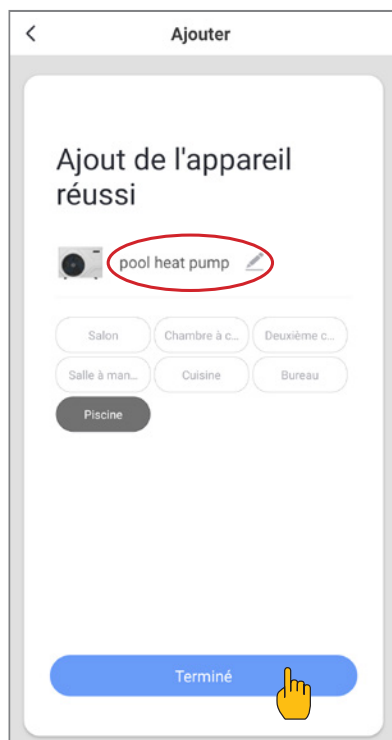 Ajouter
Ajout de l'appareil
réussi
pool heat pump
Salon Chambre à c... Deuxième c...
Salle à man... Cuisine Bureau
Piscine
Terminé